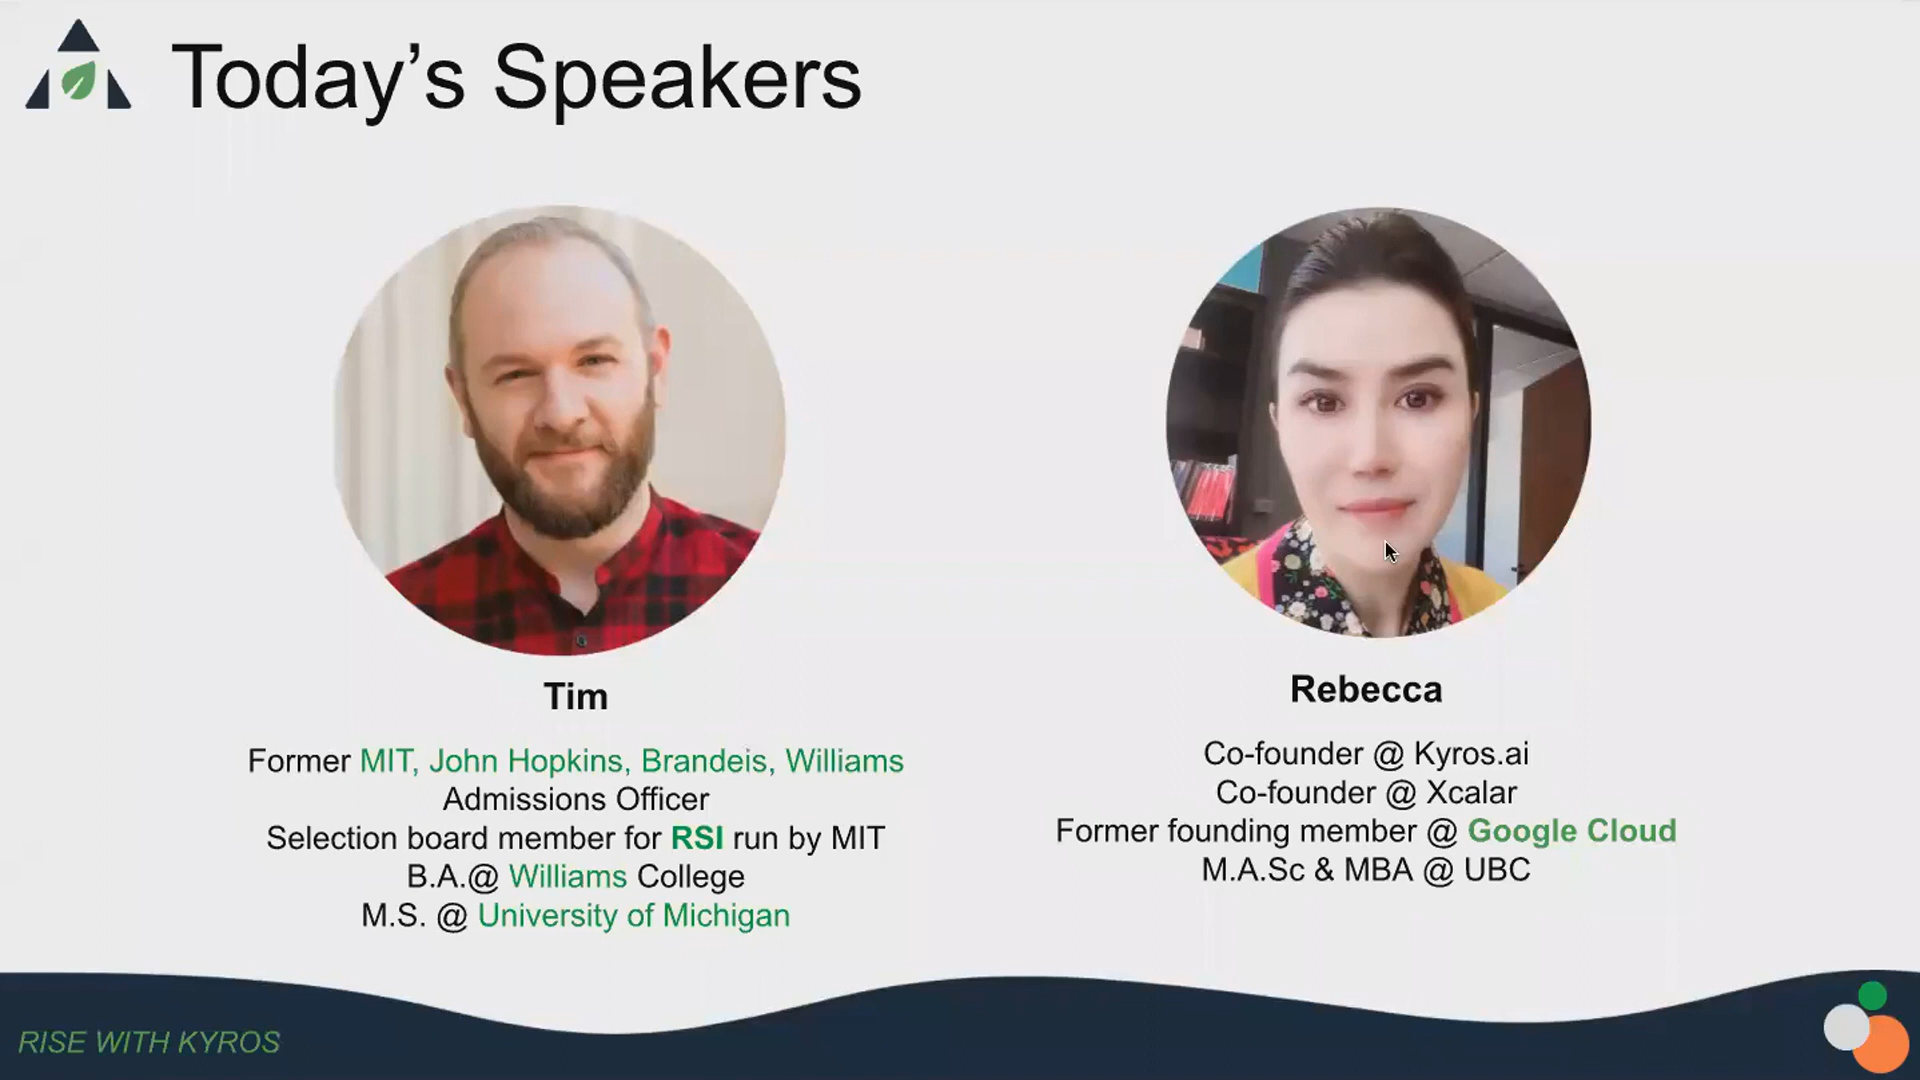 Today’s Speakers
Tim
Former MIT, John Hopkins, Brandeis, Williams
Admissions Officer
Selection board member for RSI run by MIT
B.A.@ Williams College
M.S. @ University of Michigan
Rebecca
Co-founder @ Kyros.ai
Co-founder @ Xcalar
Former founding member @ Google Cloud
M.A.Sc & MBA @ UBC
RISE WITH KYROS